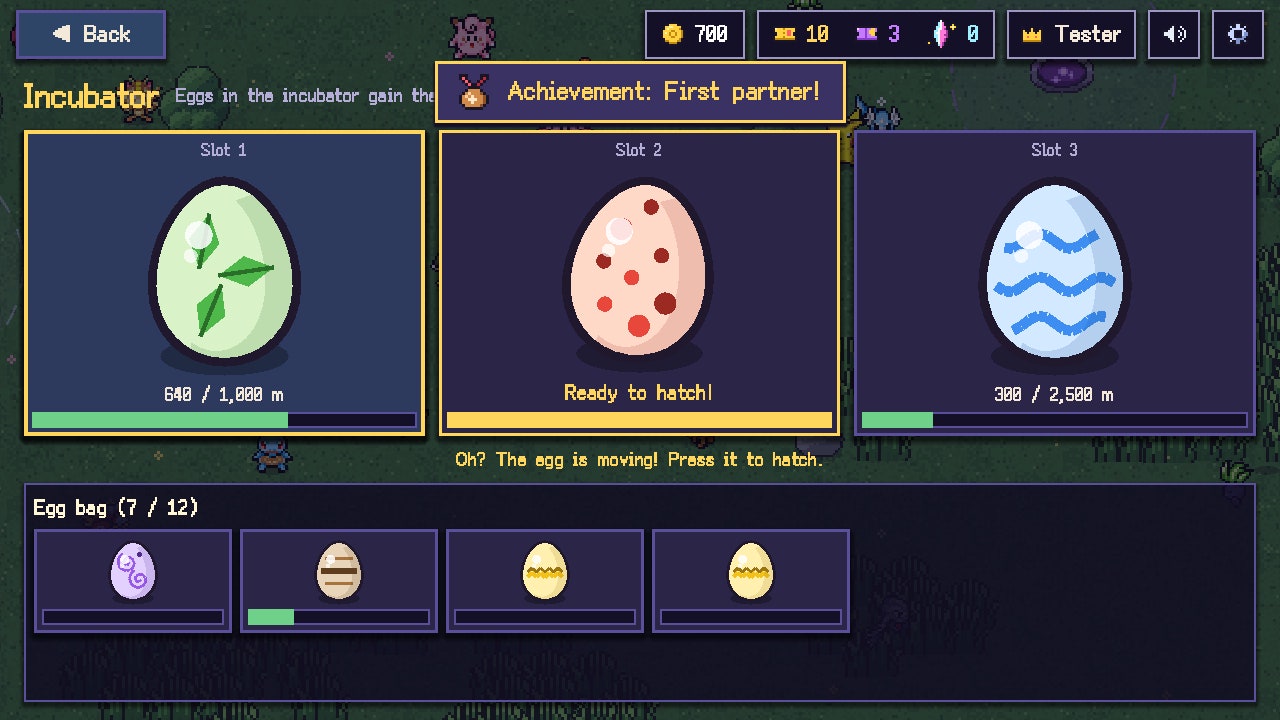 Back
700
10
3
0
Tester
Incubator
Eggs in the incubator gain the
Achievement: First partner!
Slot 1
Slot 2
Slot 3
640 / 1,000 m
Ready to hatch!
300 / 2,500 m
Oh? The egg is moving! Press it to hatch.
Egg bag (7 / 12)